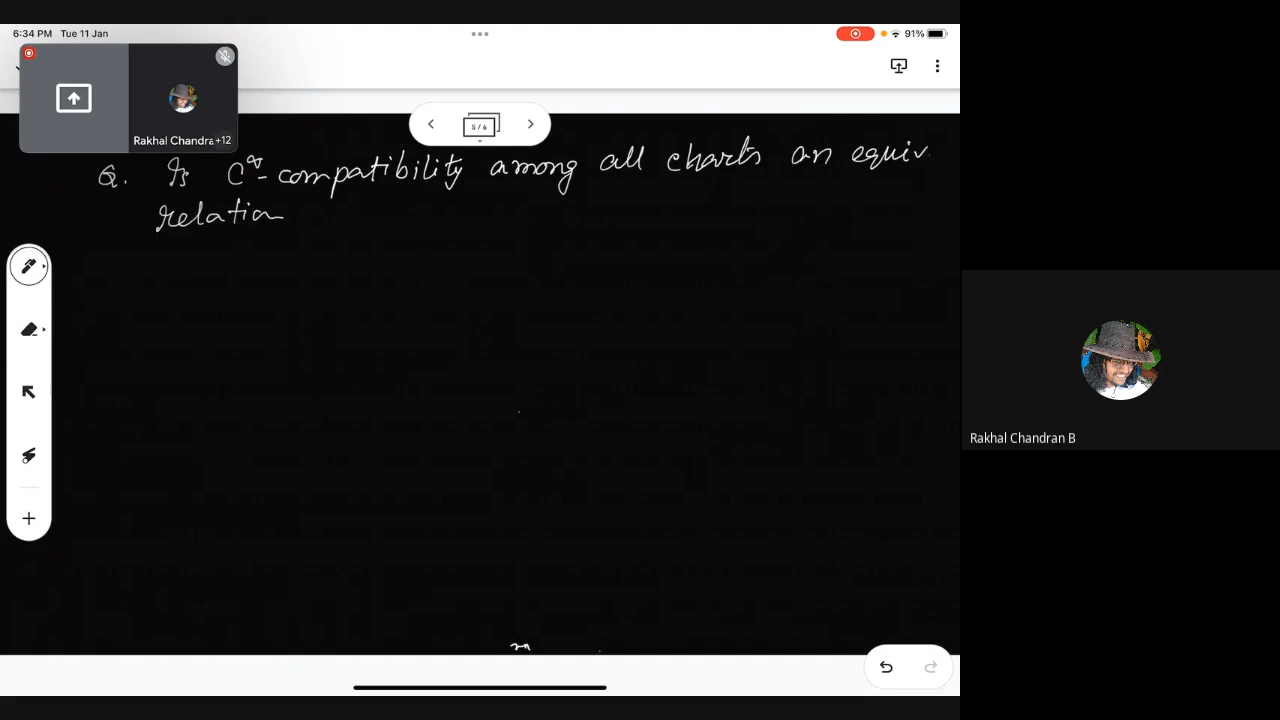 6:34 PM Tue 11 Jan
91%
Rakhal Chandra +12
5 / 6
Q. Is C^∞- compatibility among all charts an equiv.
relation
Rakhal Chandran B